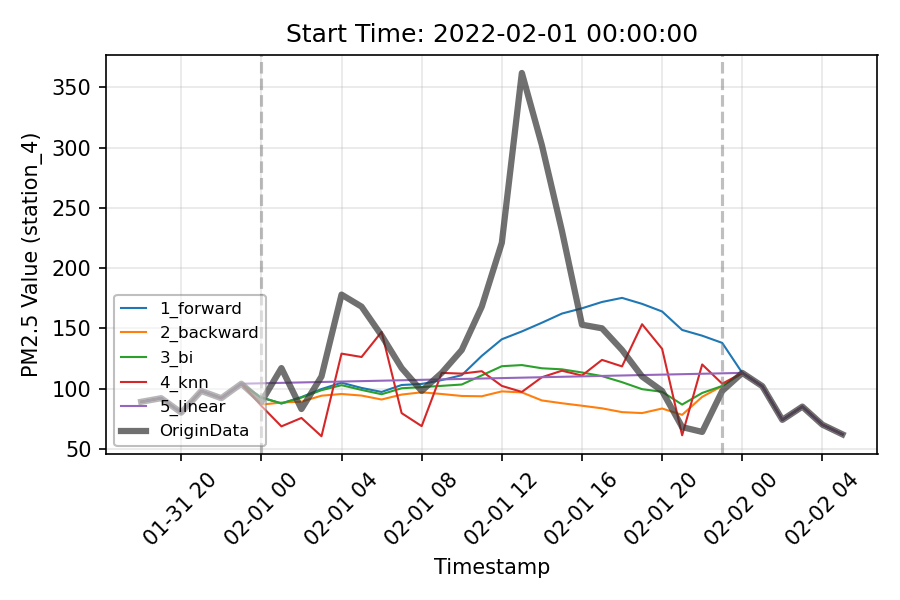 Start Time: 2022-02-01 00:00:00
PM2.5 Value (station_4)
350
300
250
200
150
100
50
1_forward
2_backward
3_bi
4_knn
5_linear
OriginData
01-31 20
02-01 00
02-01 04
02-01 08
02-01 12
02-01 16
02-01 20
02-02 00
02-02 04
Timestamp